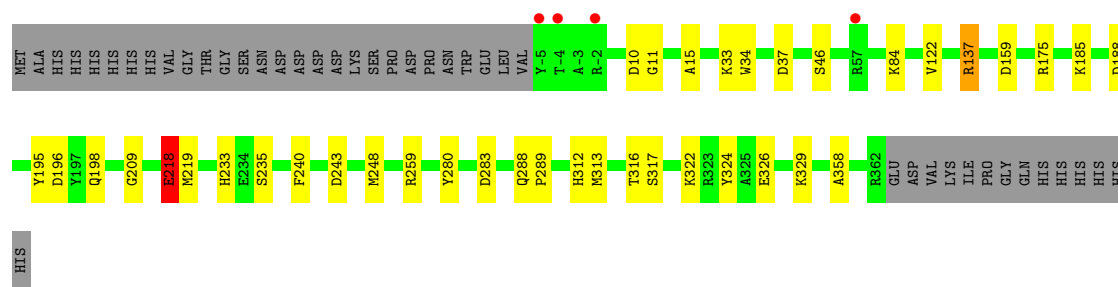 MET ALA HIS HIS HIS HIS HIS HIS VAL GLY THR GLY SER ASN ASP ASP ASP ASP LYS SER PRO ASP PRO ASN TRP GLU LEU VAL Y-5 T-4 A-3 R-2 D10 G11 A15 K33 W34 D37 S46 R57 K84 V122 R137 D159 R175 K185 D188
Y195 D196 Y197 Q198 G209 E218 M219 H233 E234 S235 F240 D243 M248 R259 Y280 D283 Q288 P289 H312 M313 T316 S317 K322 R323 Y324 A325 E326 K329 A358 R362 GLU ASP VAL LYS ILE PRO GLY GLN HIS HIS HIS HIS HIS
HIS